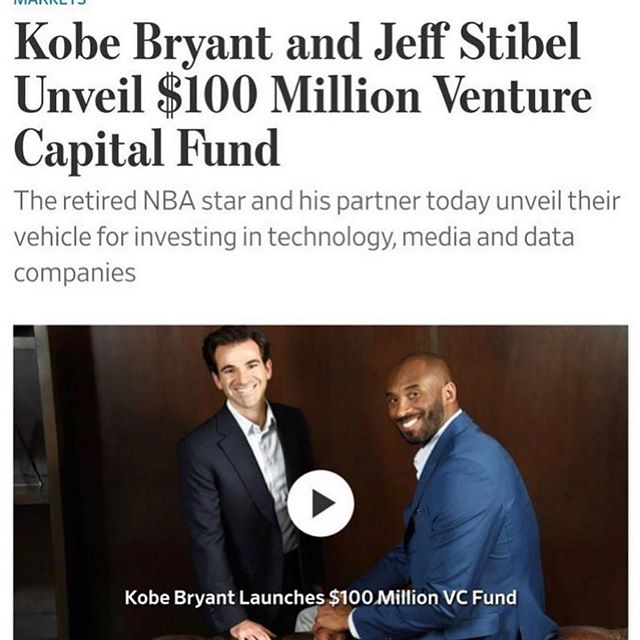 MARKETS
Kobe Bryant and Jeff Stibel
Unveil $100 Million Venture
Capital Fund
The retired NBA star and his partner today unveil their
vehicle for investing in technology, media and data
companies
Kobe Bryant Launches $100 Million VC Fund